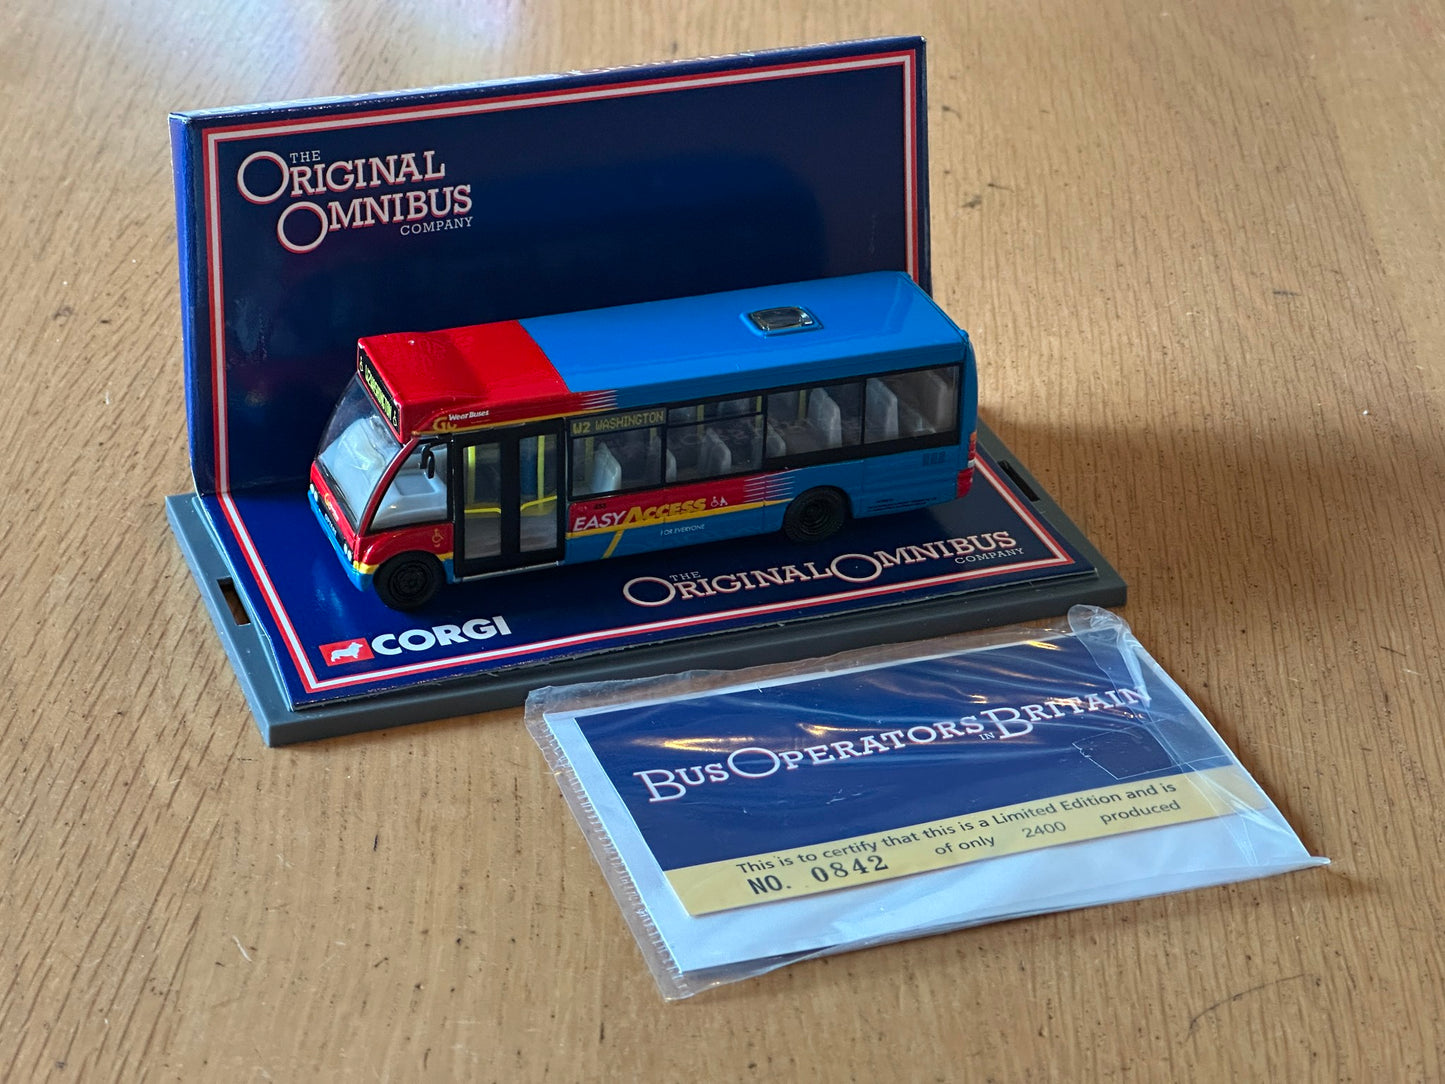 THE
ORIGINAL
OMNIBUS
COMPANY
WASHINGTON
Go
Wear Buses
W2 WASHINGTON
EASY ACCESS
FOR EVERYONE
THE
ORIGINAL OMNIBUS
COMPANY
CORGI
BUS OPERATORS IN BRITAIN
This is to certify that this is a Limited Edition and is
of only 2400 produced
NO. 0842